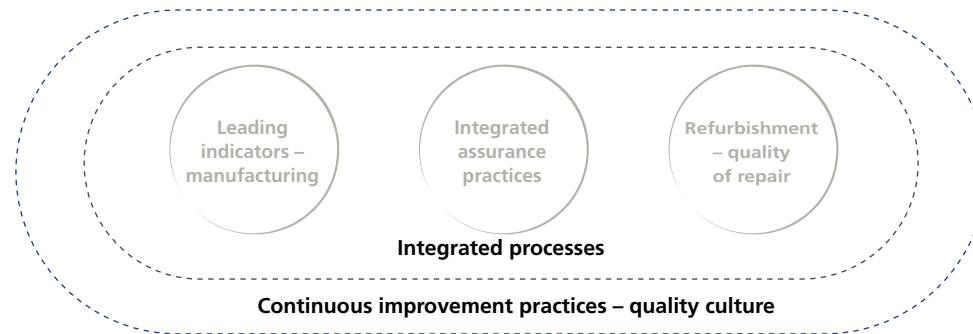 Leading
indicators –
manufacturing
Integrated
assurance
practices
Refurbishment
– quality
of repair
Integrated processes
Continuous improvement practices – quality culture